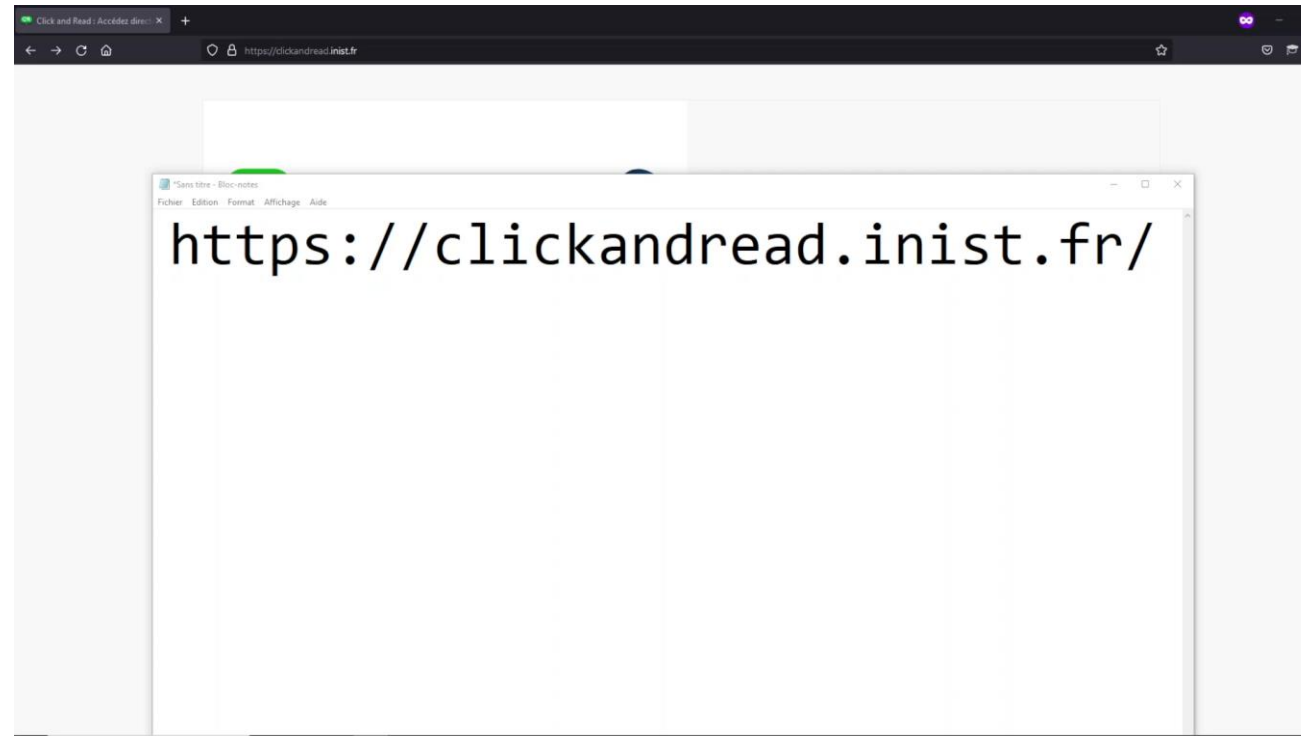 Click and Read : Accédez direct
https://clickandread.inist.fr
*Sans titre - Bloc-notes
Fichier Edition Format Affichage Aide
https://clickandread.inist.fr/